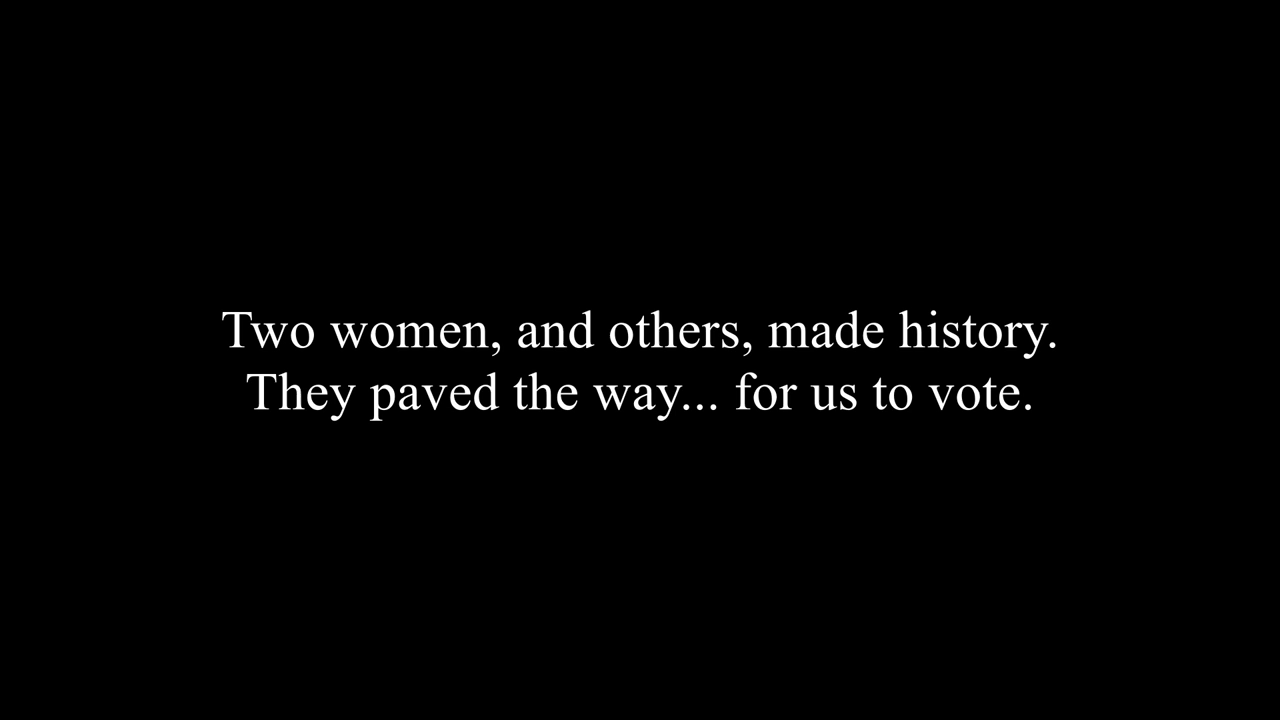 Two women, and others, made history.
They paved the way... for us to vote.